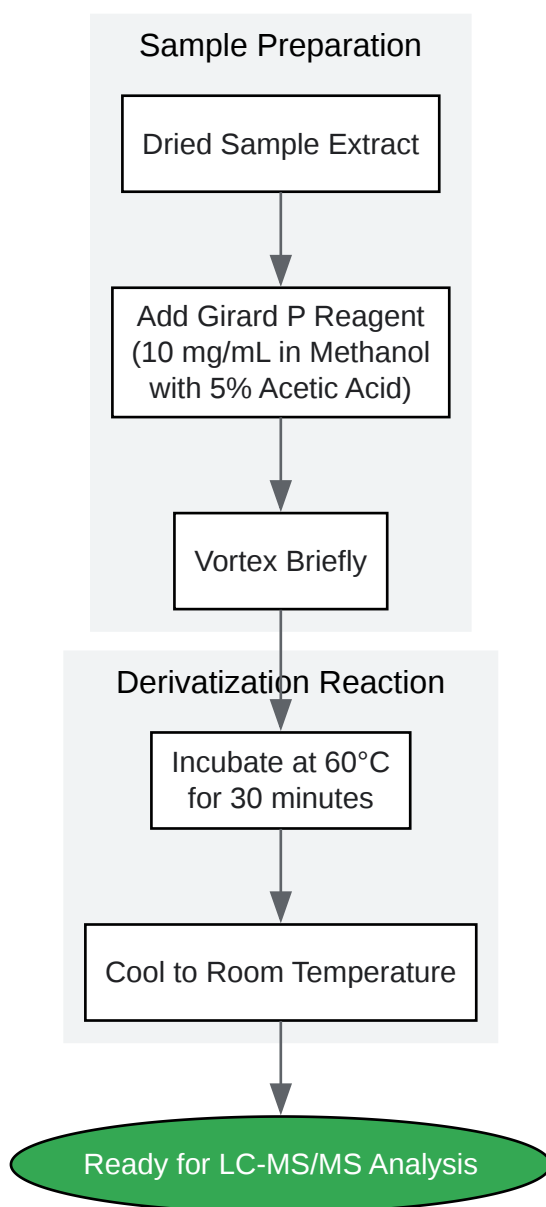 Sample Preparation
Dried Sample Extract
Add Girard P Reagent
(10 mg/mL in Methanol
with 5% Acetic Acid)
Vortex Briefly
Derivatization Reaction
Incubate at 60°C
for 30 minutes
Cool to Room Temperature
Ready for LC-MS/MS Analysis